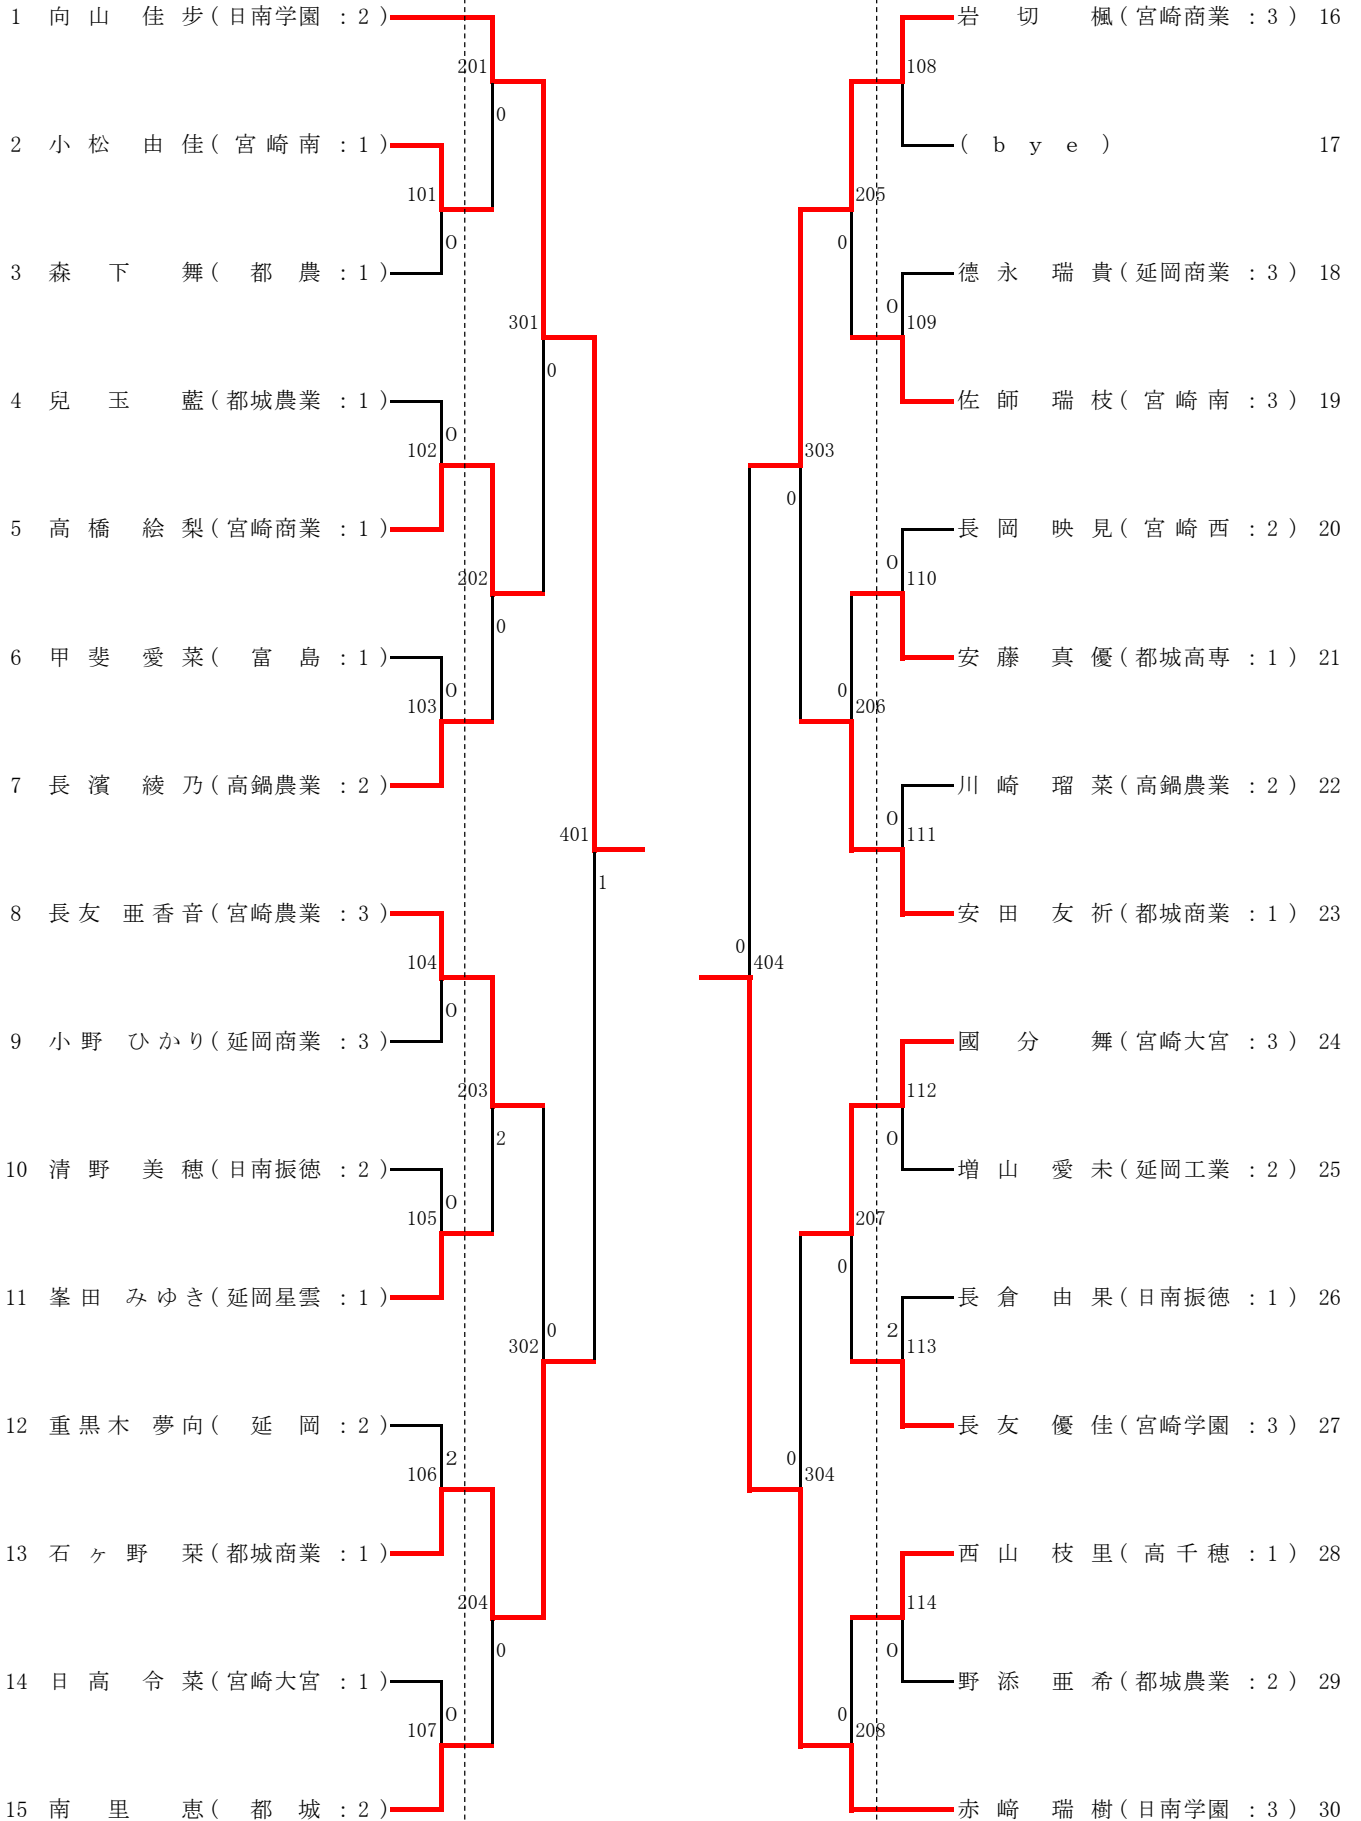 1 向山 佳歩(日南学園 : 2)
201
0
2 小松 由佳(宮崎南 : 1)
101
0
3 森下 舞(都農 : 1)
301
0
4 兒玉 藍(都城農業 : 1)
102
0
5 高橋 絵梨(宮崎商業 : 1)
202
0
6 甲斐 愛菜(富島 : 1)
103
0
7 長濱 綾乃(高鍋農業 : 2)
401
1
8 長友 亜香音(宮崎農業 : 3)
104
0
9 小野 ひかり(延岡商業 : 3)
203
2
10 清野 美穂(日南振徳 : 2)
105
0
11 峯田 みゆき(延岡星雲 : 1)
302
0
12 重黒木 夢向(延岡 : 2)
106
2
13 石ヶ野 栞(都城商業 : 1)
204
0
14 日高 令菜(宮崎大宮 : 1)
107
0
15 南里 恵(都城 : 2)
岩切 楓(宮崎商業 : 3) 16
108
(bye) 17
205
0
德永 瑞貴(延岡商業 : 3) 18
0
109
佐師 瑞枝(宮崎南 : 3) 19
303
0
長岡 映見(宮崎西 : 2) 20
0
110
安藤 真優(都城高専 : 1) 21
0
206
川崎 瑠菜(高鍋農業 : 2) 22
0
111
安田 友祈(都城商業 : 1) 23
0
404
國分 舞(宮崎大宮 : 3) 24
112
0
増山 愛未(延岡工業 : 2) 25
207
0
長倉 由果(日南振徳 : 1) 26
2
113
長友 優佳(宮崎学園 : 3) 27
0
304
西山 枝里(高千穂 : 1) 28
114
0
野添 亜希(都城農業 : 2) 29
0
208
赤﨑 瑞樹(日南学園 : 3) 30